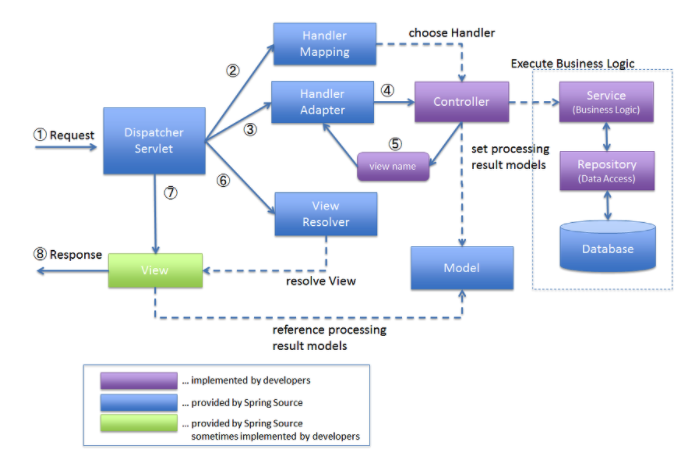 Handler
Mapping
choose Handler
Execute Business Logic
②
④
Handler
Adapter
Controller
Service
(Business Logic)
① Request
Dispatcher
Servlet
③
⑤
set processing
result models
view name
Repository
(Data Access)
⑥
⑦
View
Resolver
Database
⑧ Response
View
resolve View
Model
reference processing
result models
... implemented by developers
... provided by Spring Source
... provided by Spring Source
sometimes implemented by developers